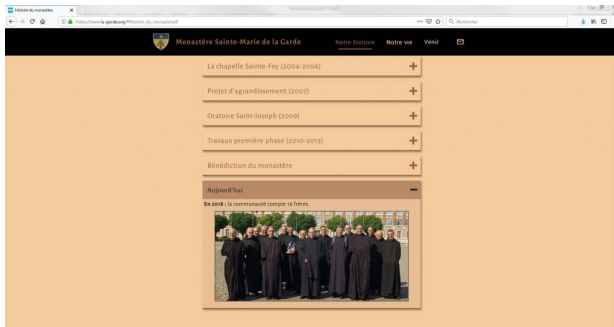 Histoire du monastère
https://www.la-garde.org/#histoire_du_monastere/8
Rechercher
Monastère Sainte-Marie de la Garde
Notre histoire
Notre vie
Venir
La chapelle Sainte-Foy (2004-2006)
Projet d'agrandissement (2007)
Oratoire Saint-Joseph (2009)
Travaux première phase (2010-2013)
Bénédiction du monastère
Aujourd'hui
En 2018 : la communauté compte 16 frères.